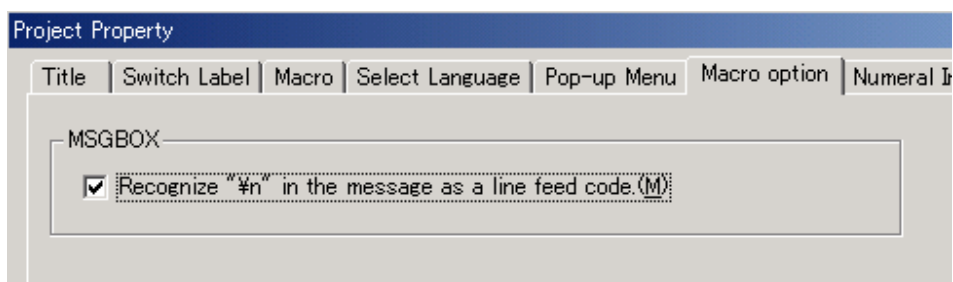 Project Property
Title Switch Label Macro Select Language Pop-up Menu Macro option Numeral
MSGBOX
Recognize "¥n" in the message as a line feed code.(M)